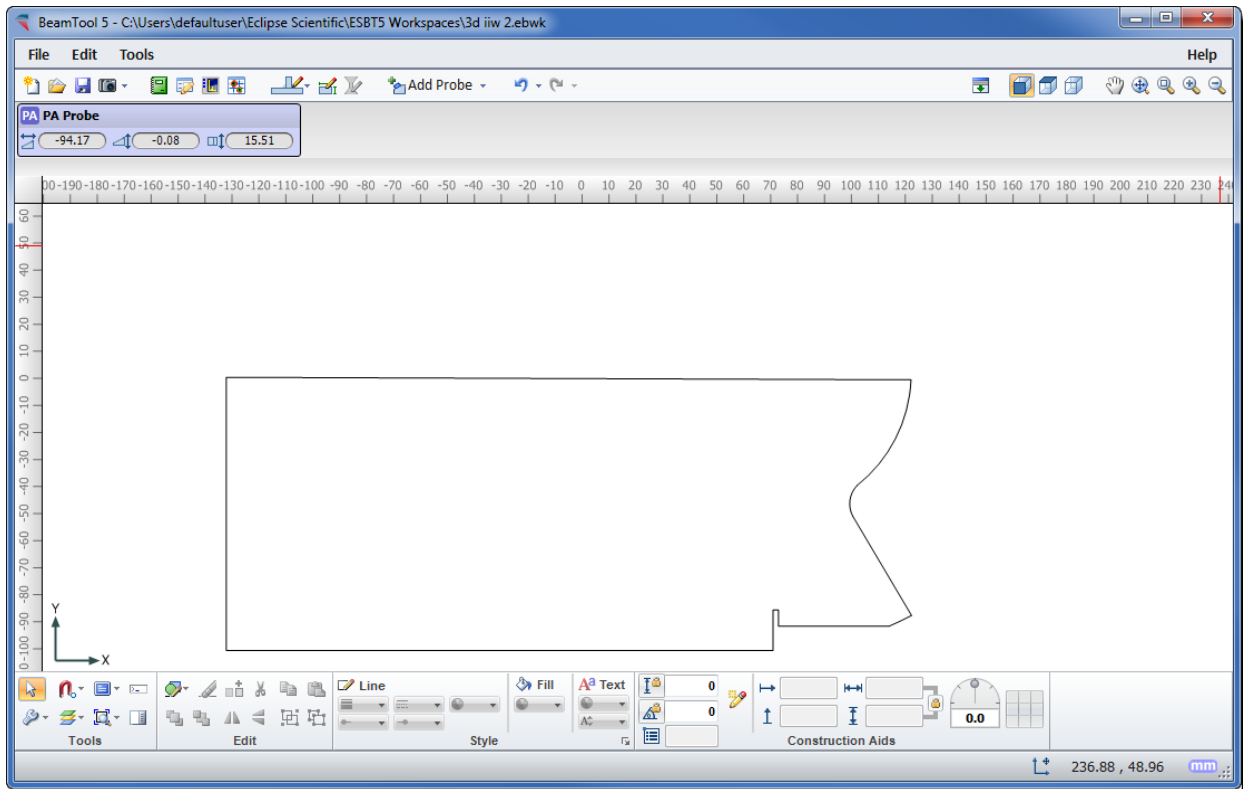 BeamTool 5 - C:\Users\defaultuser\Eclipse Scientific\ESBT5 Workspaces\3d iiw 2.ebwk
File Edit Tools Help
Add Probe
PA PA Probe
-94.17 -0.08 15.51
00 -190 -180 -170 -160 -150 -140 -130 -120 -110 -100 -90 -80 -70 -60 -50 -40 -30 -20 -10 0 10 20 30 40 50 60 70 80 90 100 110 120 130 140 150 160 170 180 190 200 210 220 230 240
60
50
40
30
20
10
0
-10
-20
-30
-40
-50
-60
-70
-80
-90
0-100
Y
X
Line Fill Aa Text 0
0
0.0
Tools Edit Style Construction Aids
236.88 , 48.96 mm